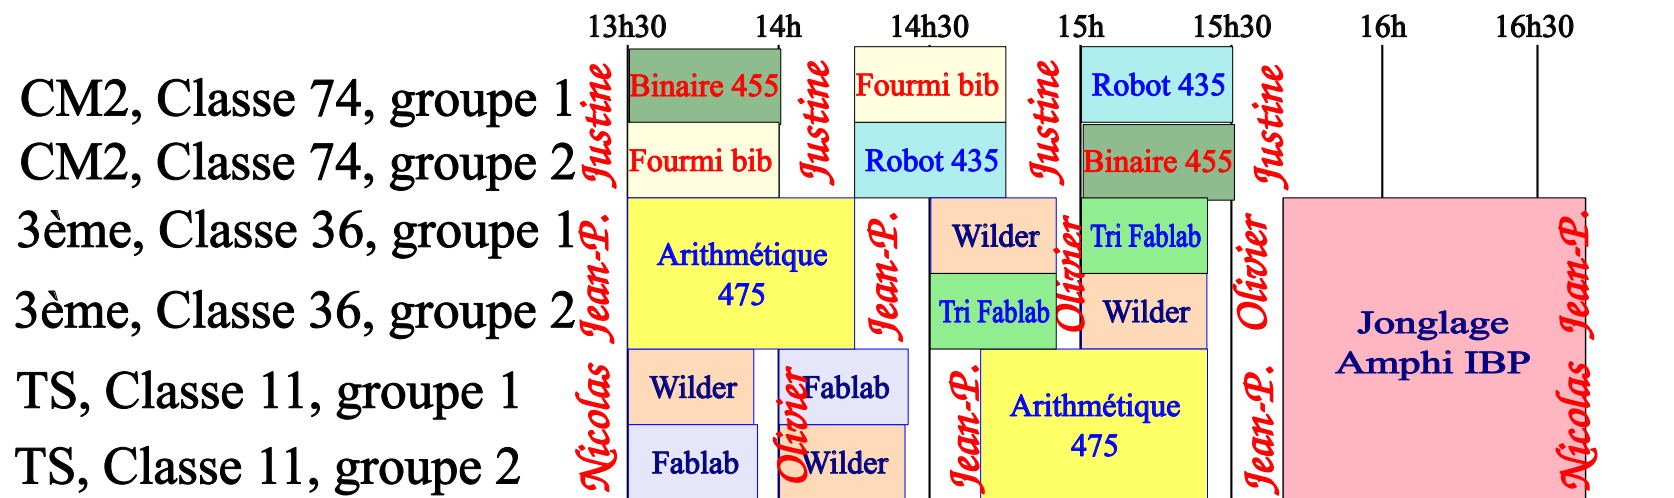 13h30 14h 14h30 15h 15h30 16h 16h30
CM2, Classe 74, groupe 1 Justine Binaire 455 Justine Fourmi bib Justine Robot 435 Justine
CM2, Classe 74, groupe 2 Fourmi bib Robot 435 Binaire 455
3ème, Classe 36, groupe 1 Jean-P. Arithmétique Jean-P. Wilder Olivier Tri Fablab Olivier Jean-P.
475
3ème, Classe 36, groupe 2 Tri Fablab Wilder Jonglage
Amphi IBP
TS, Classe 11, groupe 1 Nicolas Wilder Olivier Fablab Jean-P. Arithmétique Jean-P. Nicolas
475
TS, Classe 11, groupe 2 Fablab Wilder